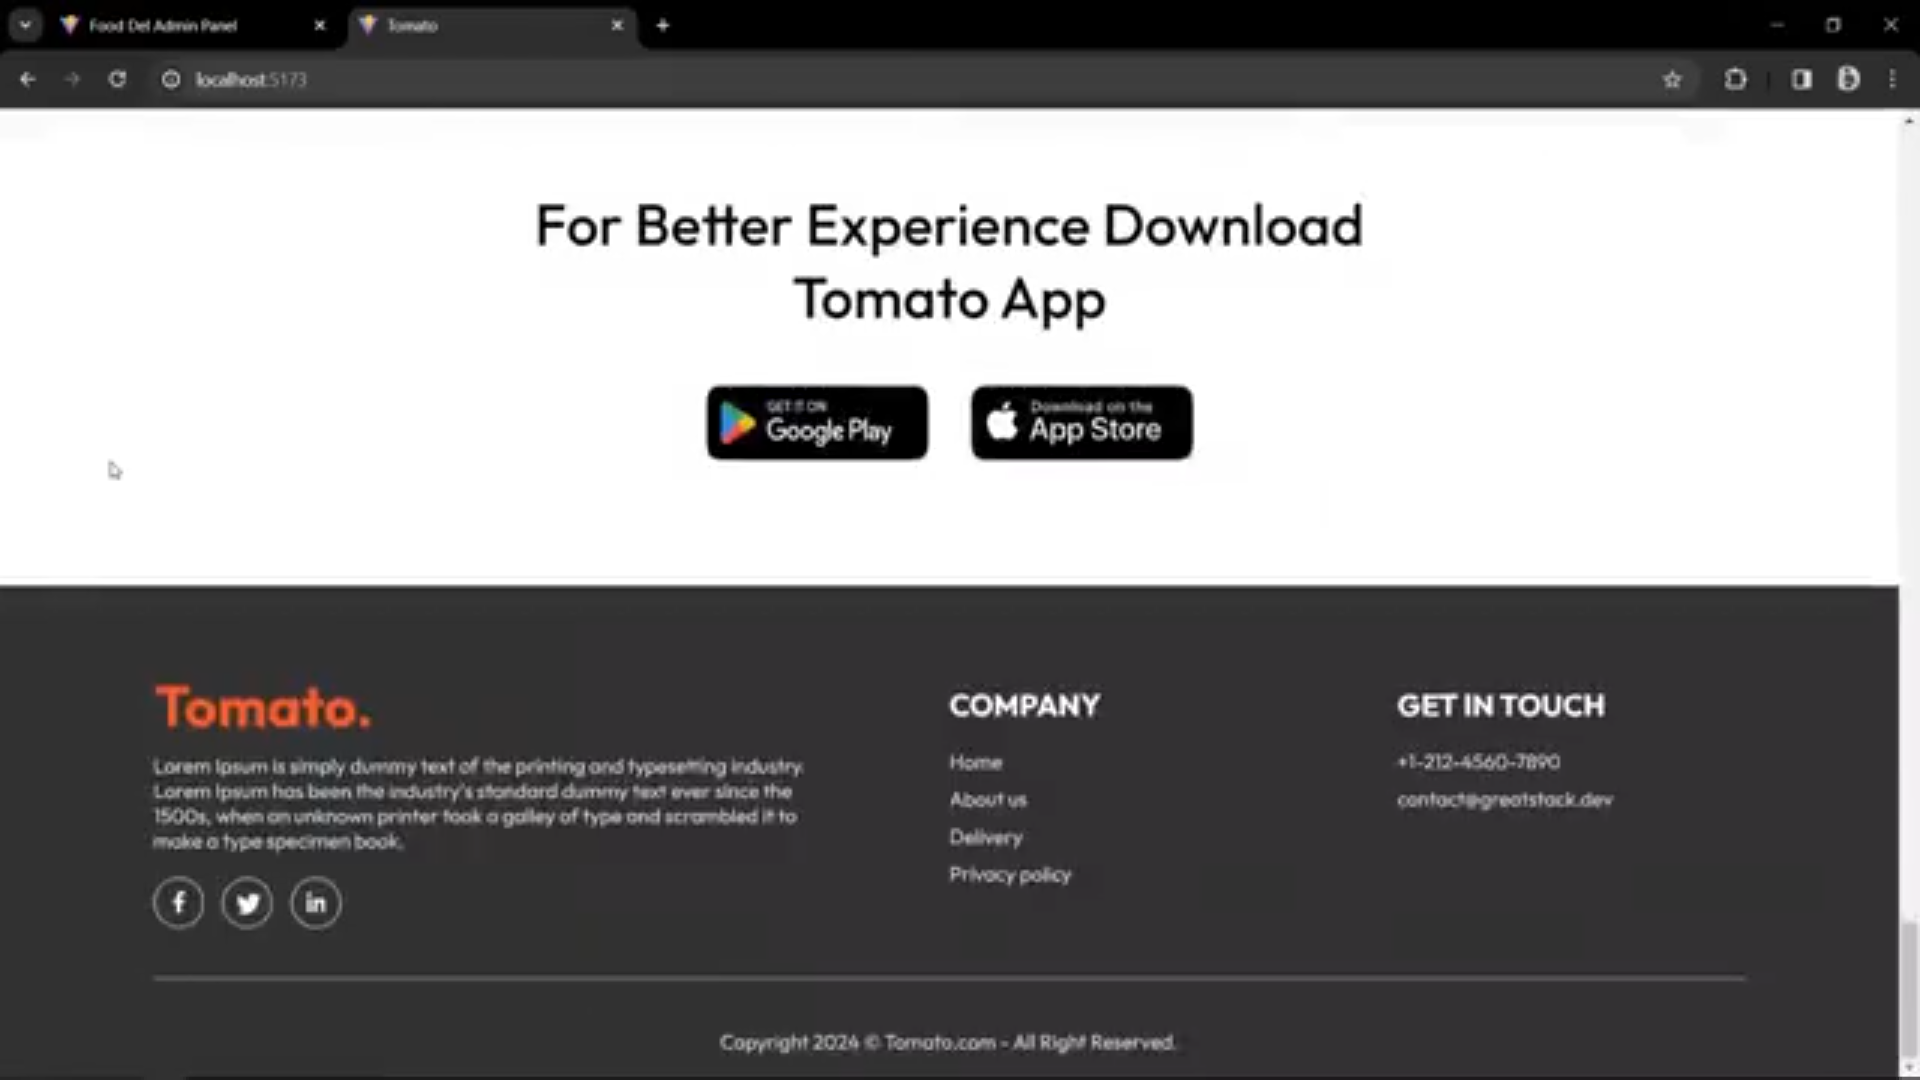 Food Del Admin Panel
Tomato
localhost:5173
For Better Experience Download
Tomato App
GET IT ON
Google Play
Download on the
App Store
Tomato.
Lorem Ipsum is simply dummy text of the printing and typesetting industry.
Lorem Ipsum has been the industry's standard dummy text ever since the
1500s, when an unknown printer took a galley of type and scrambled it to
make a type specimen book.
COMPANY
Home
About us
Delivery
Privacy policy
GET IN TOUCH
+1-212-4560-7890
contact@greatstack.dev
f
in
Copyright 2024 © Tomato.com - All Right Reserved.